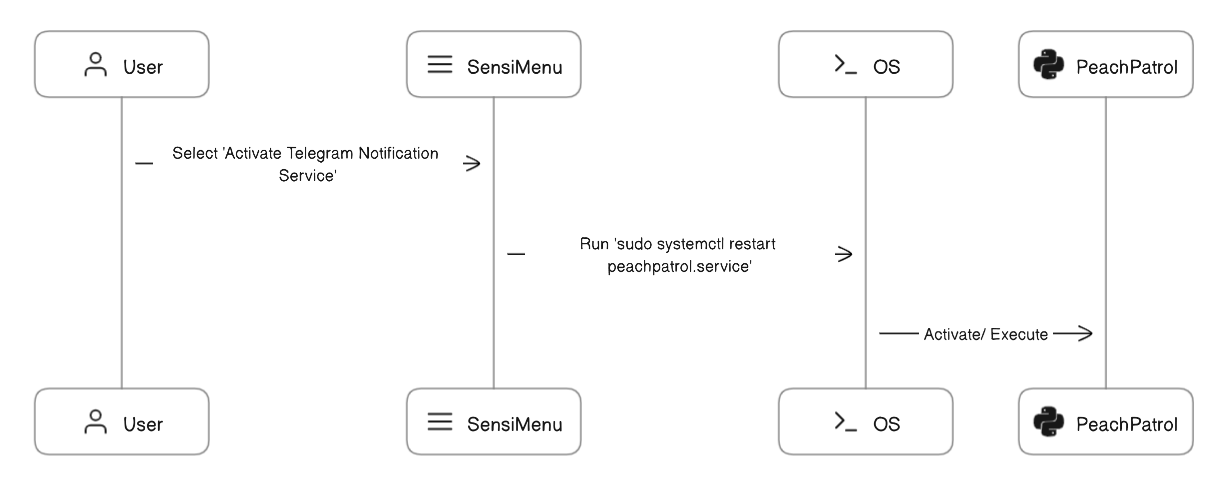 User
SensiMenu
OS
PeachPatrol
Select 'Activate Telegram Notification
Service'
Run 'sudo systemctl restart
peachpatrol.service'
Activate/ Execute
User
SensiMenu
OS
PeachPatrol